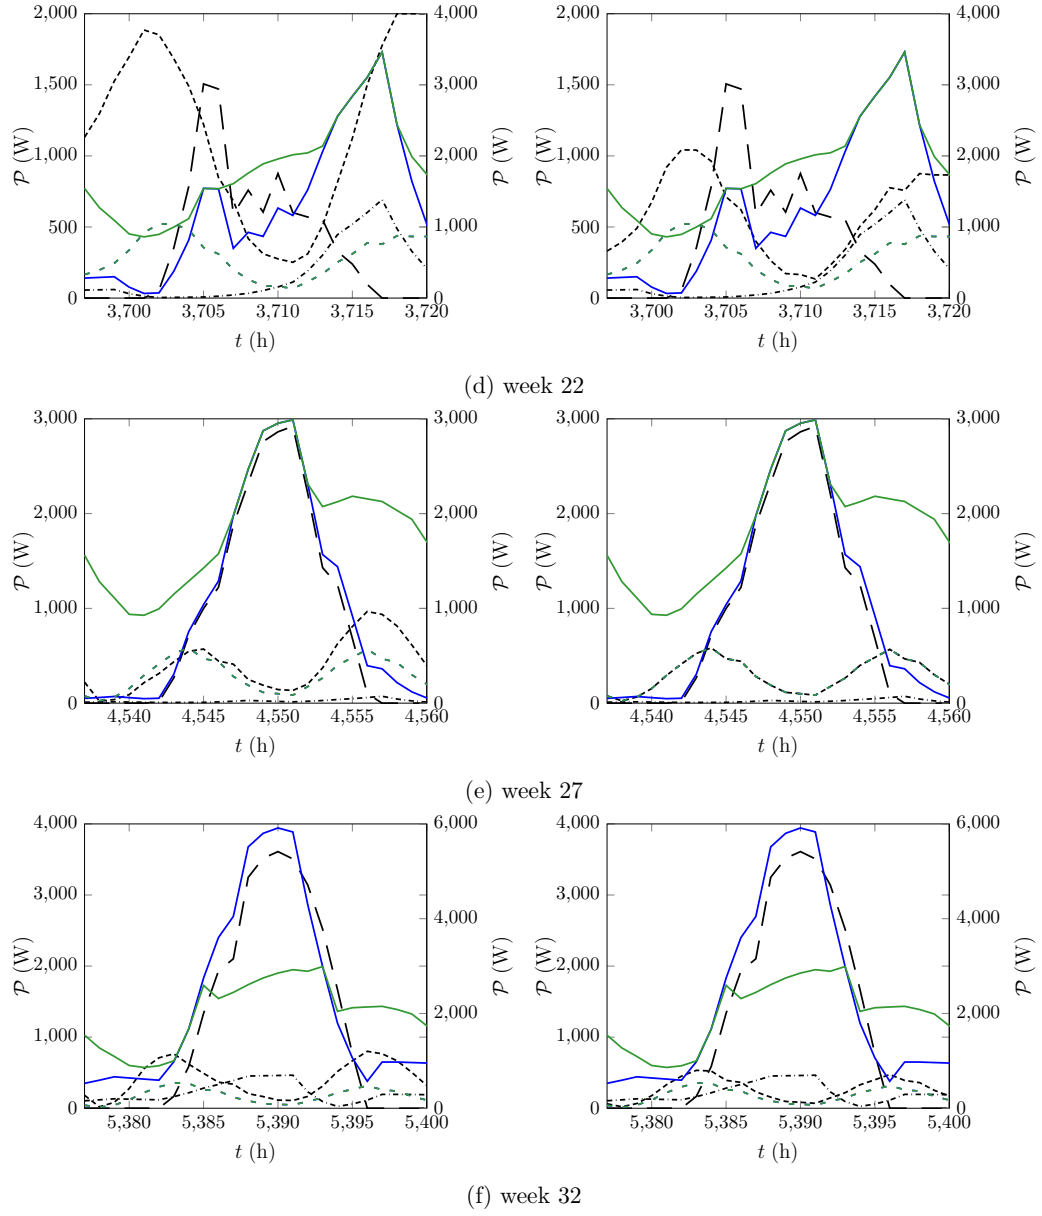 2,000 4,000 2,000 4,000
1,500 3,000 1,500 3,000
1,000 2,000 1,000 2,000
500 1,000 500 1,000
0 0 0 0
𝒫 (W) 𝒫 (W) 𝒫 (W) 𝒫 (W)
3,700 3,705 3,710 3,715 3,720 3,700 3,705 3,710 3,715 3,720
t (h) t (h)
(d) week 22
3,000 3,000 3,000 3,000
2,000 2,000 2,000 2,000
1,000 1,000 1,000 1,000
0 0 0 0
𝒫 (W) 𝒫 (W) 𝒫 (W) 𝒫 (W)
4,540 4,545 4,550 4,555 4,560 4,540 4,545 4,550 4,555 4,560
t (h) t (h)
(e) week 27
4,000 6,000 4,000 6,000
3,000 4,000 3,000 4,000
2,000 2,000 2,000 2,000
1,000 1,000
0 0 0 0
𝒫 (W) 𝒫 (W) 𝒫 (W) 𝒫 (W)
5,380 5,385 5,390 5,395 5,400 5,380 5,385 5,390 5,395 5,400
t (h) t (h)
(f) week 32